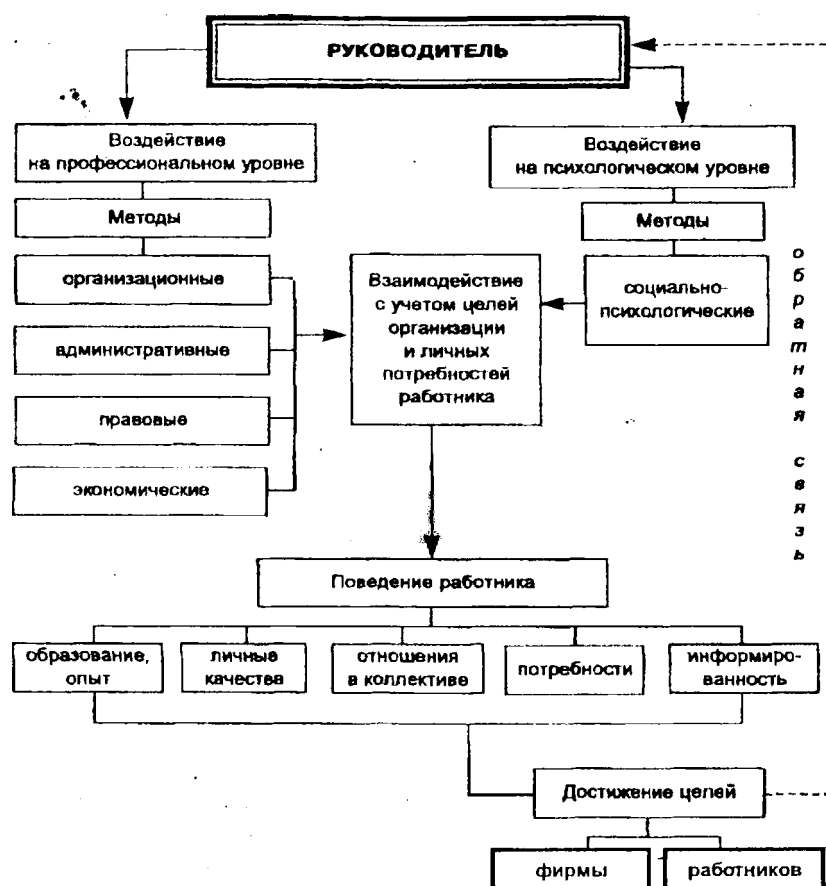 РУКОВОДИТЕЛЬ
Воздействие
на профессиональном уровне
Методы
организационные
административные
правовые
экономические
Воздействие
на психологическом уровне
Методы
социально-
психологические
Взаимодействие
с учетом целей
организации
и личных
потребностей
работника
обратная связь
Поведение работника
образование,
опыт
личные
качества
отношения
в коллективе
потребности
информиро-
ванность
Достижение целей
фирмы
работников